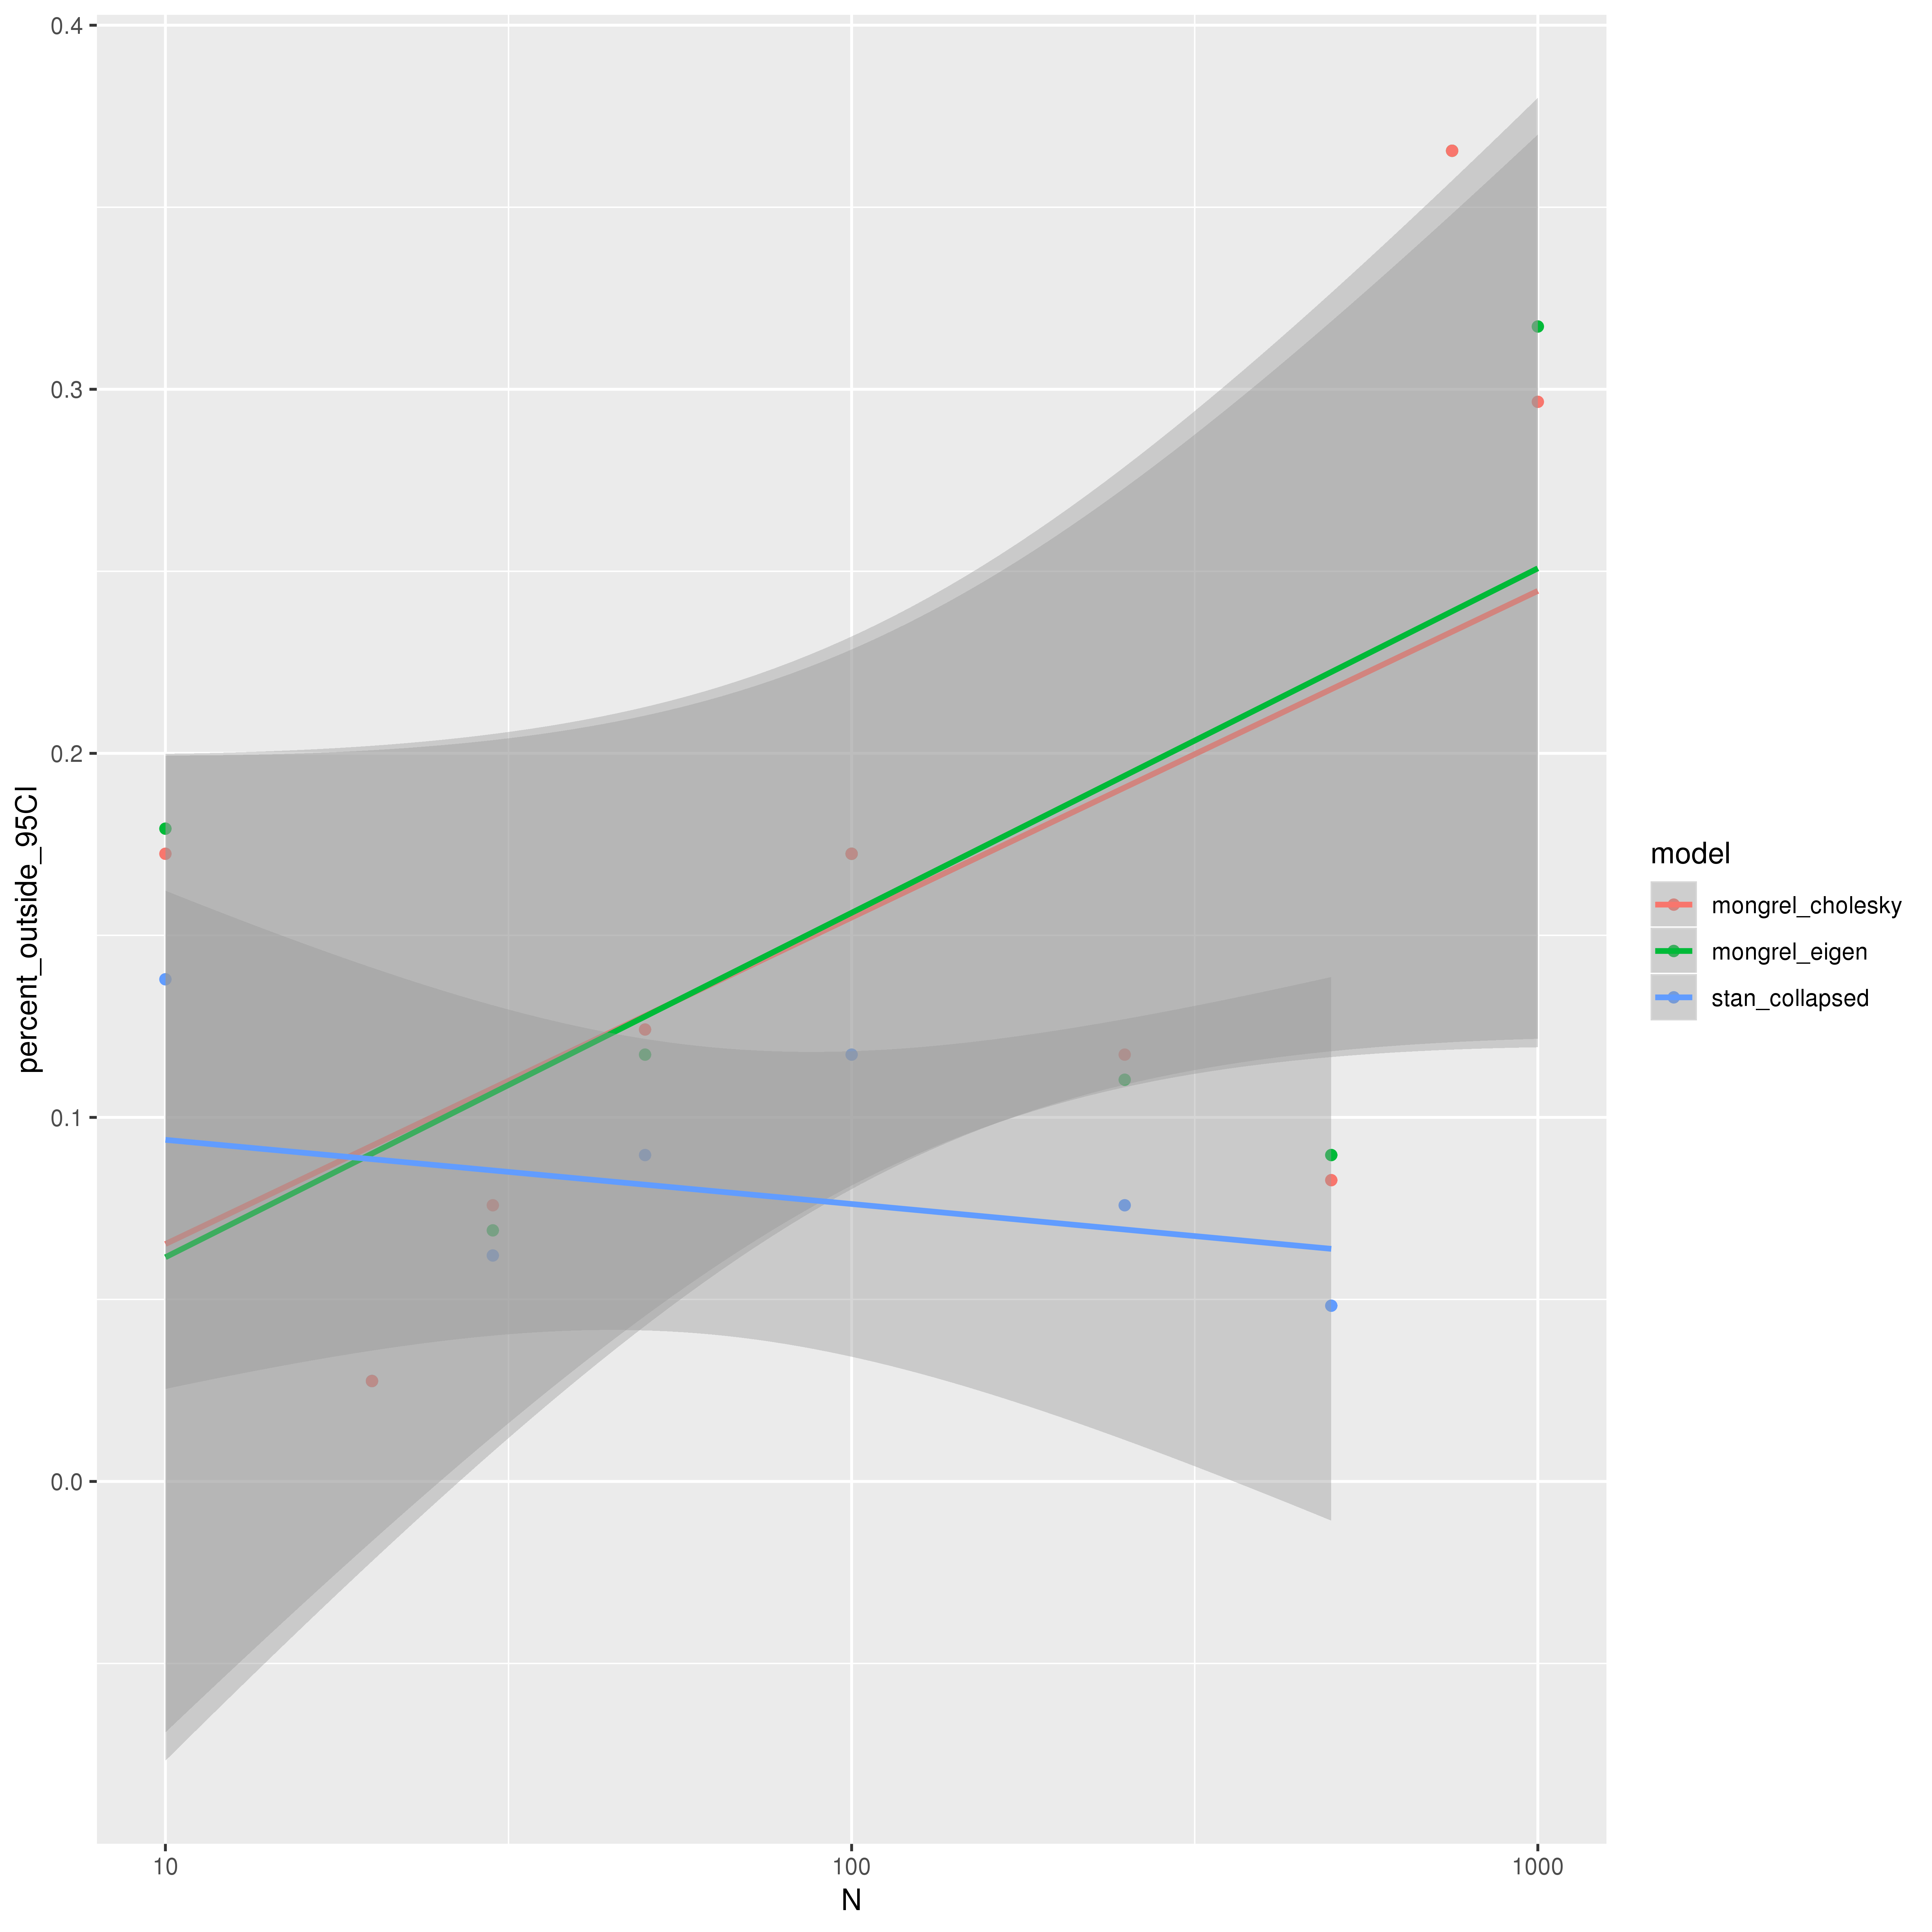 0.4
0.3
0.2
0.1
0.0
percent_outside_95CI
10
100
1000
N
model
mongrel_cholesky
mongrel_eigen
stan_collapsed